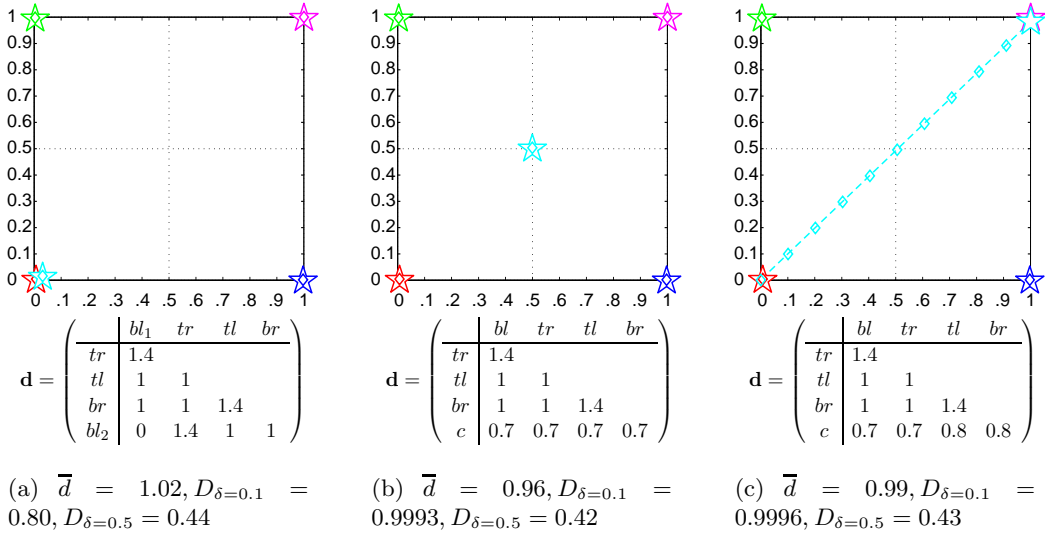 1 0.9 0.8 0.7 0.6 0.5 0.4 0.3 0.2 0.1 0
0 .1 .2 .3 .4 .5 .6 .7 .8 .9 1
d =
bl₁ tr tl br
tr 1.4
tl 1 1
br 1 1 1.4
bl₂ 0 1.4 1 1
(a) d̅ = 1.02, D_{δ=0.1} =
0.80, D_{δ=0.5} = 0.44
1 0.9 0.8 0.7 0.6 0.5 0.4 0.3 0.2 0.1 0
0 .1 .2 .3 .4 .5 .6 .7 .8 .9 1
d =
bl tr tl br
tr 1.4
tl 1 1
br 1 1 1.4
c 0.7 0.7 0.7 0.7
(b) d̅ = 0.96, D_{δ=0.1} =
0.9993, D_{δ=0.5} = 0.42
1 0.9 0.8 0.7 0.6 0.5 0.4 0.3 0.2 0.1 0
0 .1 .2 .3 .4 .5 .6 .7 .8 .9 1
d =
bl tr tl br
tr 1.4
tl 1 1
br 1 1 1.4
c 0.7 0.7 0.8 0.8
(c) d̅ = 0.99, D_{δ=0.1} =
0.9996, D_{δ=0.5} = 0.43